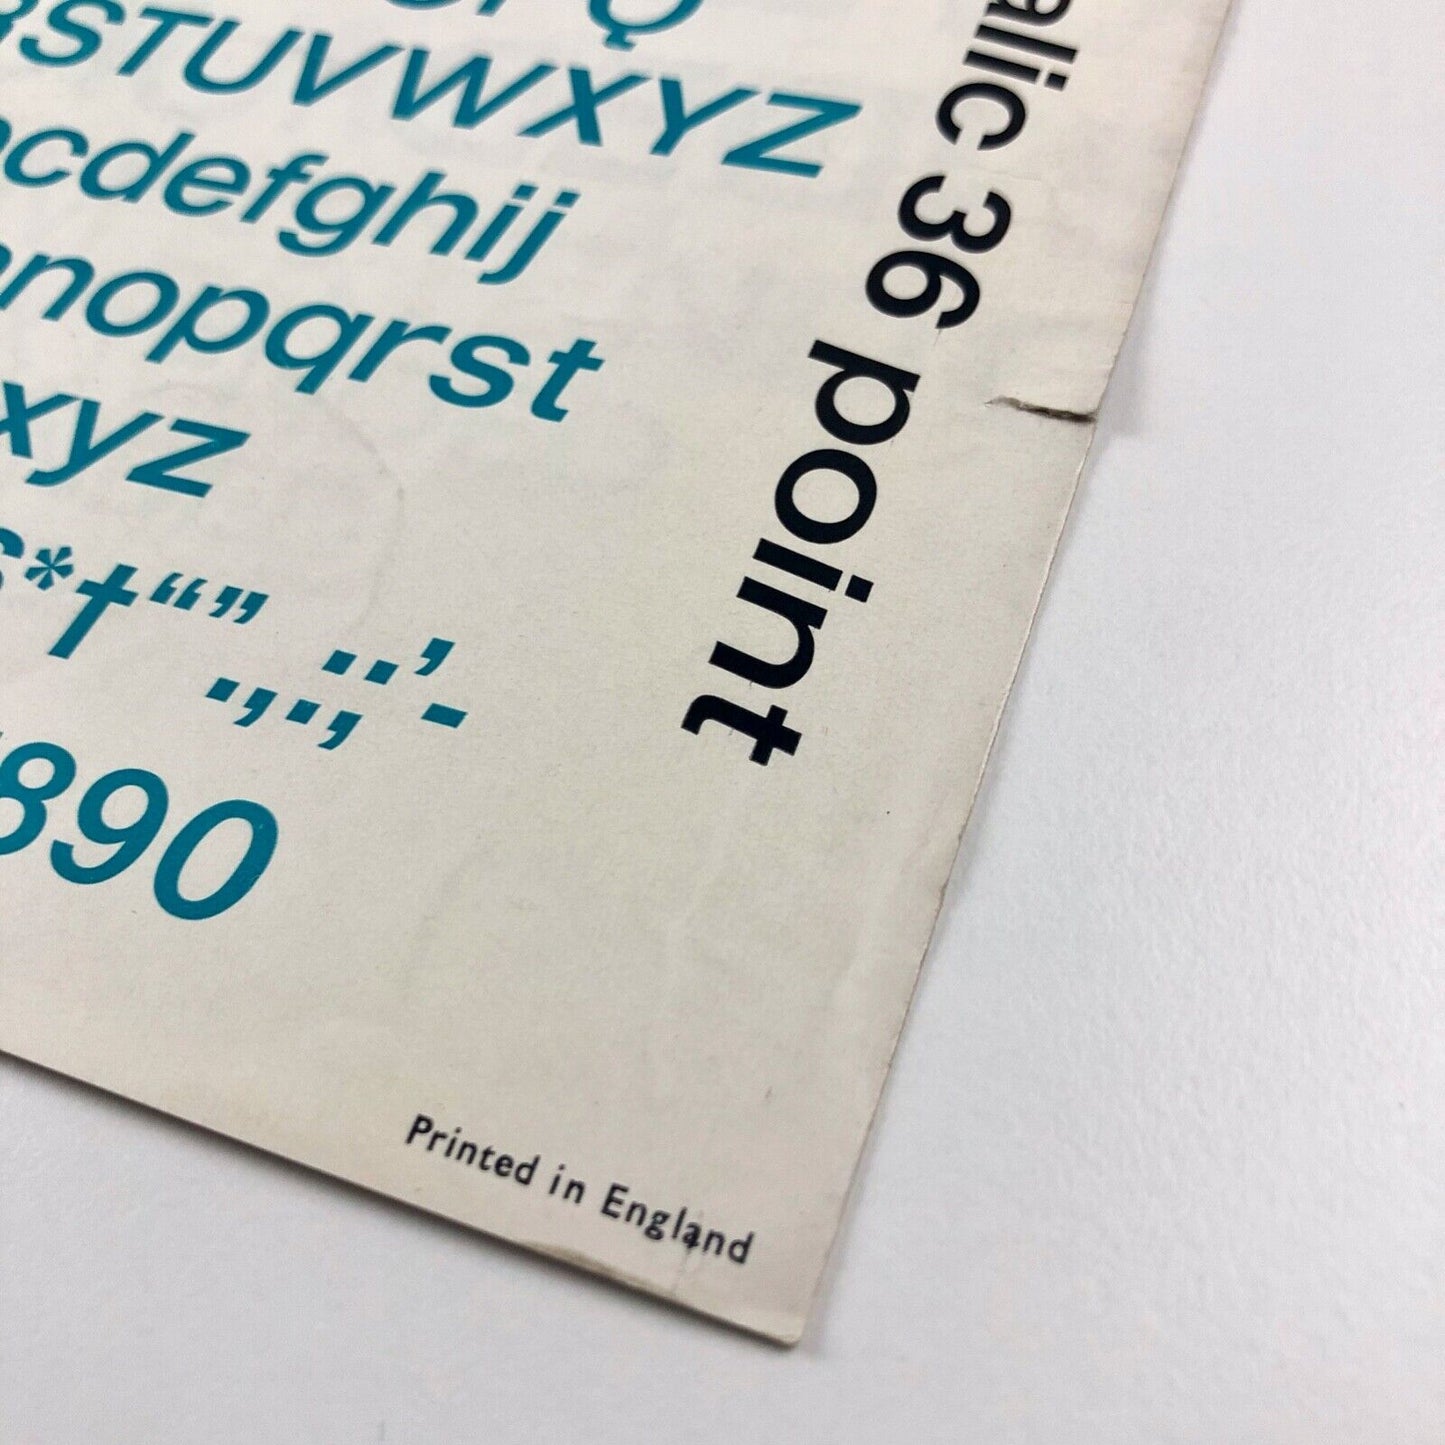 Q
STUVWXYZ
cdefghij
nopqrst
xyz
*†“”.,:;.,'-
890
alic 36 point
Printed in England